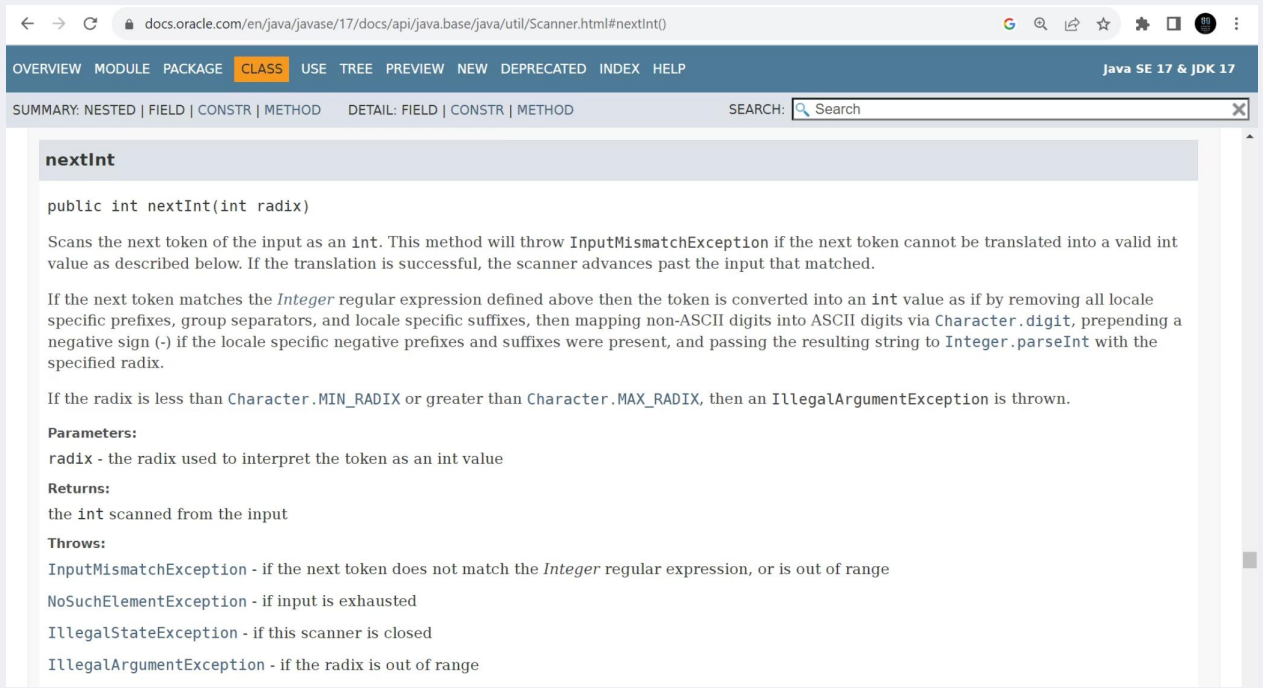 docs.oracle.com/en/java/javase/17/docs/api/java.base/java/util/Scanner.html#nextInt()
OVERVIEW MODULE PACKAGE CLASS USE TREE PREVIEW NEW DEPRECATED INDEX HELP Java SE 17 & JDK 17
SUMMARY: NESTED | FIELD | CONSTR | METHOD DETAIL: FIELD | CONSTR | METHOD SEARCH: Search
nextInt
public int nextInt(int radix)
Scans the next token of the input as an int. This method will throw InputMismatchException if the next token cannot be translated into a valid int
value as described below. If the translation is successful, the scanner advances past the input that matched.
If the next token matches the Integer regular expression defined above then the token is converted into an int value as if by removing all locale
specific prefixes, group separators, and locale specific suffixes, then mapping non-ASCII digits into ASCII digits via Character.digit, prepending a
negative sign (-) if the locale specific negative prefixes and suffixes were present, and passing the resulting string to Integer.parseInt with the
specified radix.
If the radix is less than Character.MIN_RADIX or greater than Character.MAX_RADIX, then an IllegalArgumentException is thrown.
Parameters:
radix - the radix used to interpret the token as an int value
Returns:
the int scanned from the input
Throws:
InputMismatchException - if the next token does not match the Integer regular expression, or is out of range
NoSuchElementException - if input is exhausted
IllegalStateException - if this scanner is closed
IllegalArgumentException - if the radix is out of range